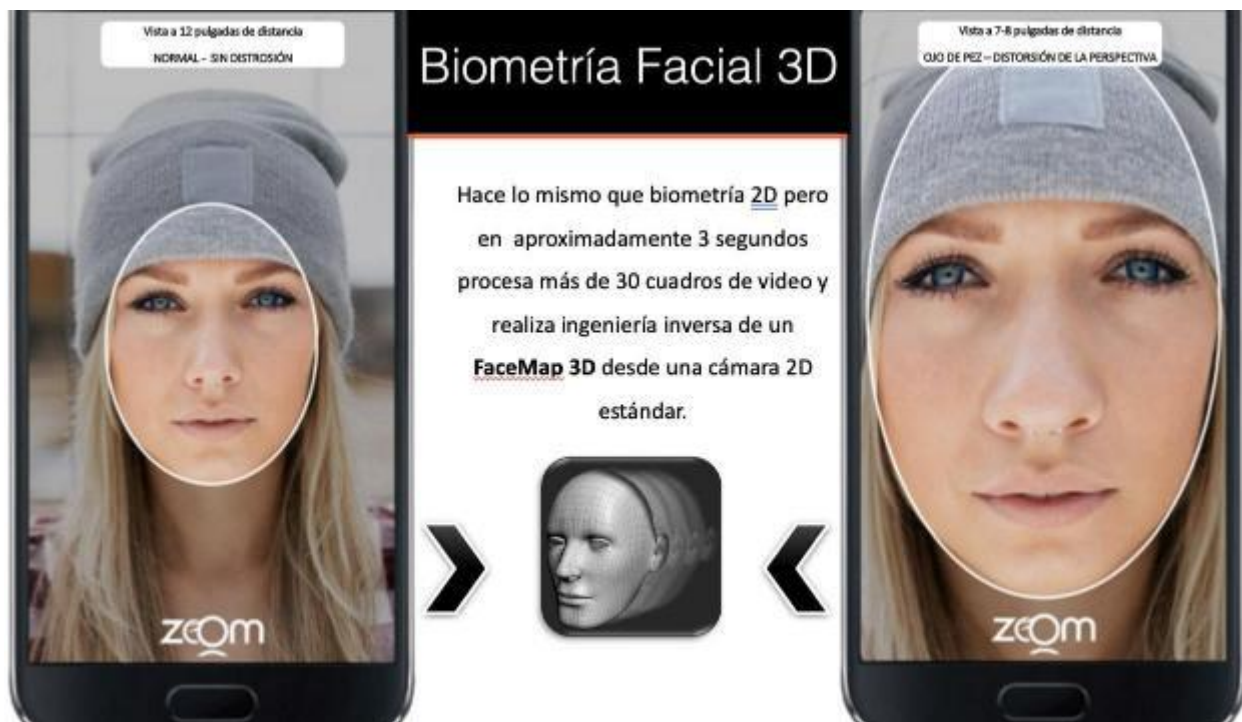 Vista a 12 pulgadas de distancia
NORMAL – SIN DISTROSIÓN
zoom
Biometría Facial 3D
Hace lo mismo que biometría 2D pero
en aproximadamente 3 segundos
procesa más de 30 cuadros de video y
realiza ingeniería inversa de un
FaceMap 3D desde una cámara 2D
estándar.
Vista a 7-8 pulgadas de distancia
OJO DE PEZ – DISTORSIÓN DE LA PERSPECTIVA
zoom